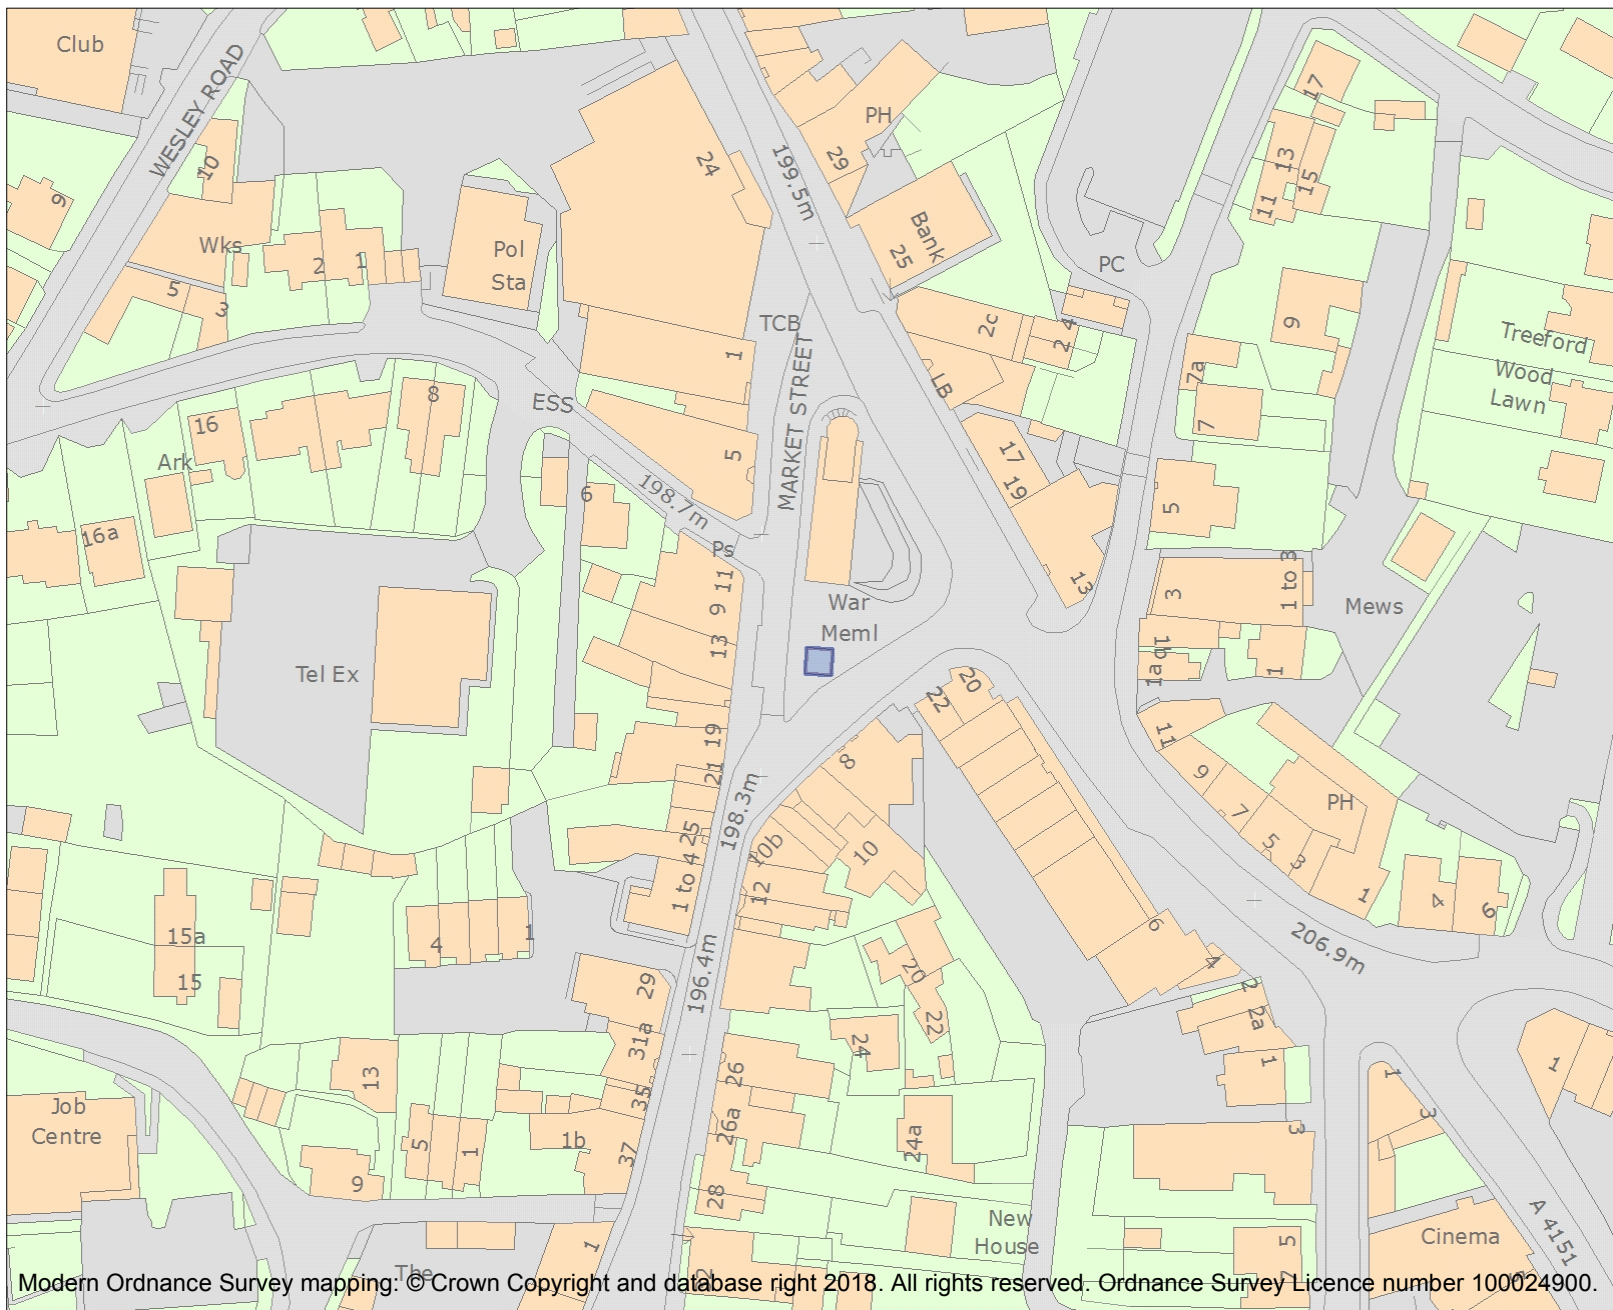 Club
WESLEY ROAD
10
9
Wks
2
1
5
3
Pol
Sta
24
199.5m
PH
29
Bank
25
PC
17
13
15
11
9
Treeford
Wood
Lawn
7a
7
2c
2 4
LB
TCB
1
MARKET STREET
5
ESS
8
16
Ark
16a
6
198.7m
Ps
11
9
13
17
19
13
5
3
1 to 3
Mews
War
Meml
Tel Ex
1a
1
22
20
11
9
7
5
3
1
PH
4
6
19
21
198.3m
8
10b
10
12
25
1 to 4
15a
15
4
1
29
196.4m
20
22
24
6
4
206.9m
2
2a
1
31a
35
37
13
5
1
1b
9
Job
Centre
26
26a
28
24a
New
House
3
1
3
1
A 4151
Cinema
5
7
1
The
Modern Ordnance Survey mapping: © Crown Copyright and database right 2018. All rights reserved. Ordnance Survey Licence number 100024900.